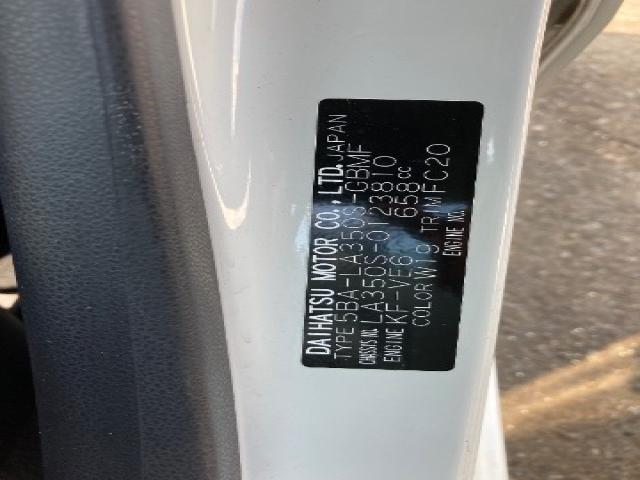 DAIHATSU MOTOR CO., LTD. JAPAN
TYPE 5BA-LA350S-GBMF
CHASSIS NO. LA350S-0123810
ENGINE KF-VE6 658cc
COLOR W19 TRIM FC20
ENGINE NO.